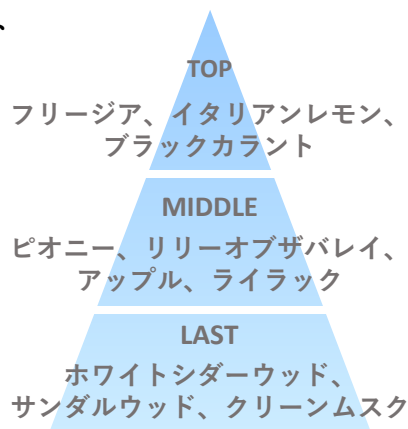 、
TOP
フリージア、イタリアンレモン、
ブラックカラント
MIDDLE
ピオニー、リリーオブザバレイ、
アップル、ライラック
LAST
ホワイトシダーウッド、
サンダルウッド、クリーンムスク